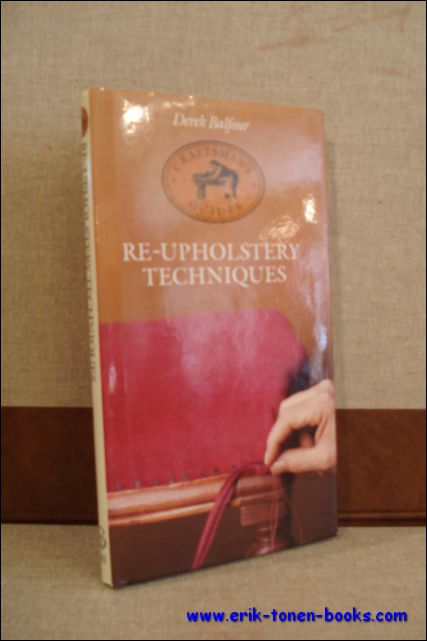 Derek Balfour
CRAFTSMAN'S
GUIDES
RE-UPHOLSTERY
TECHNIQUES
RE-UPHOLSTERY TECHNIQUES
www.erik-tonen-books.com